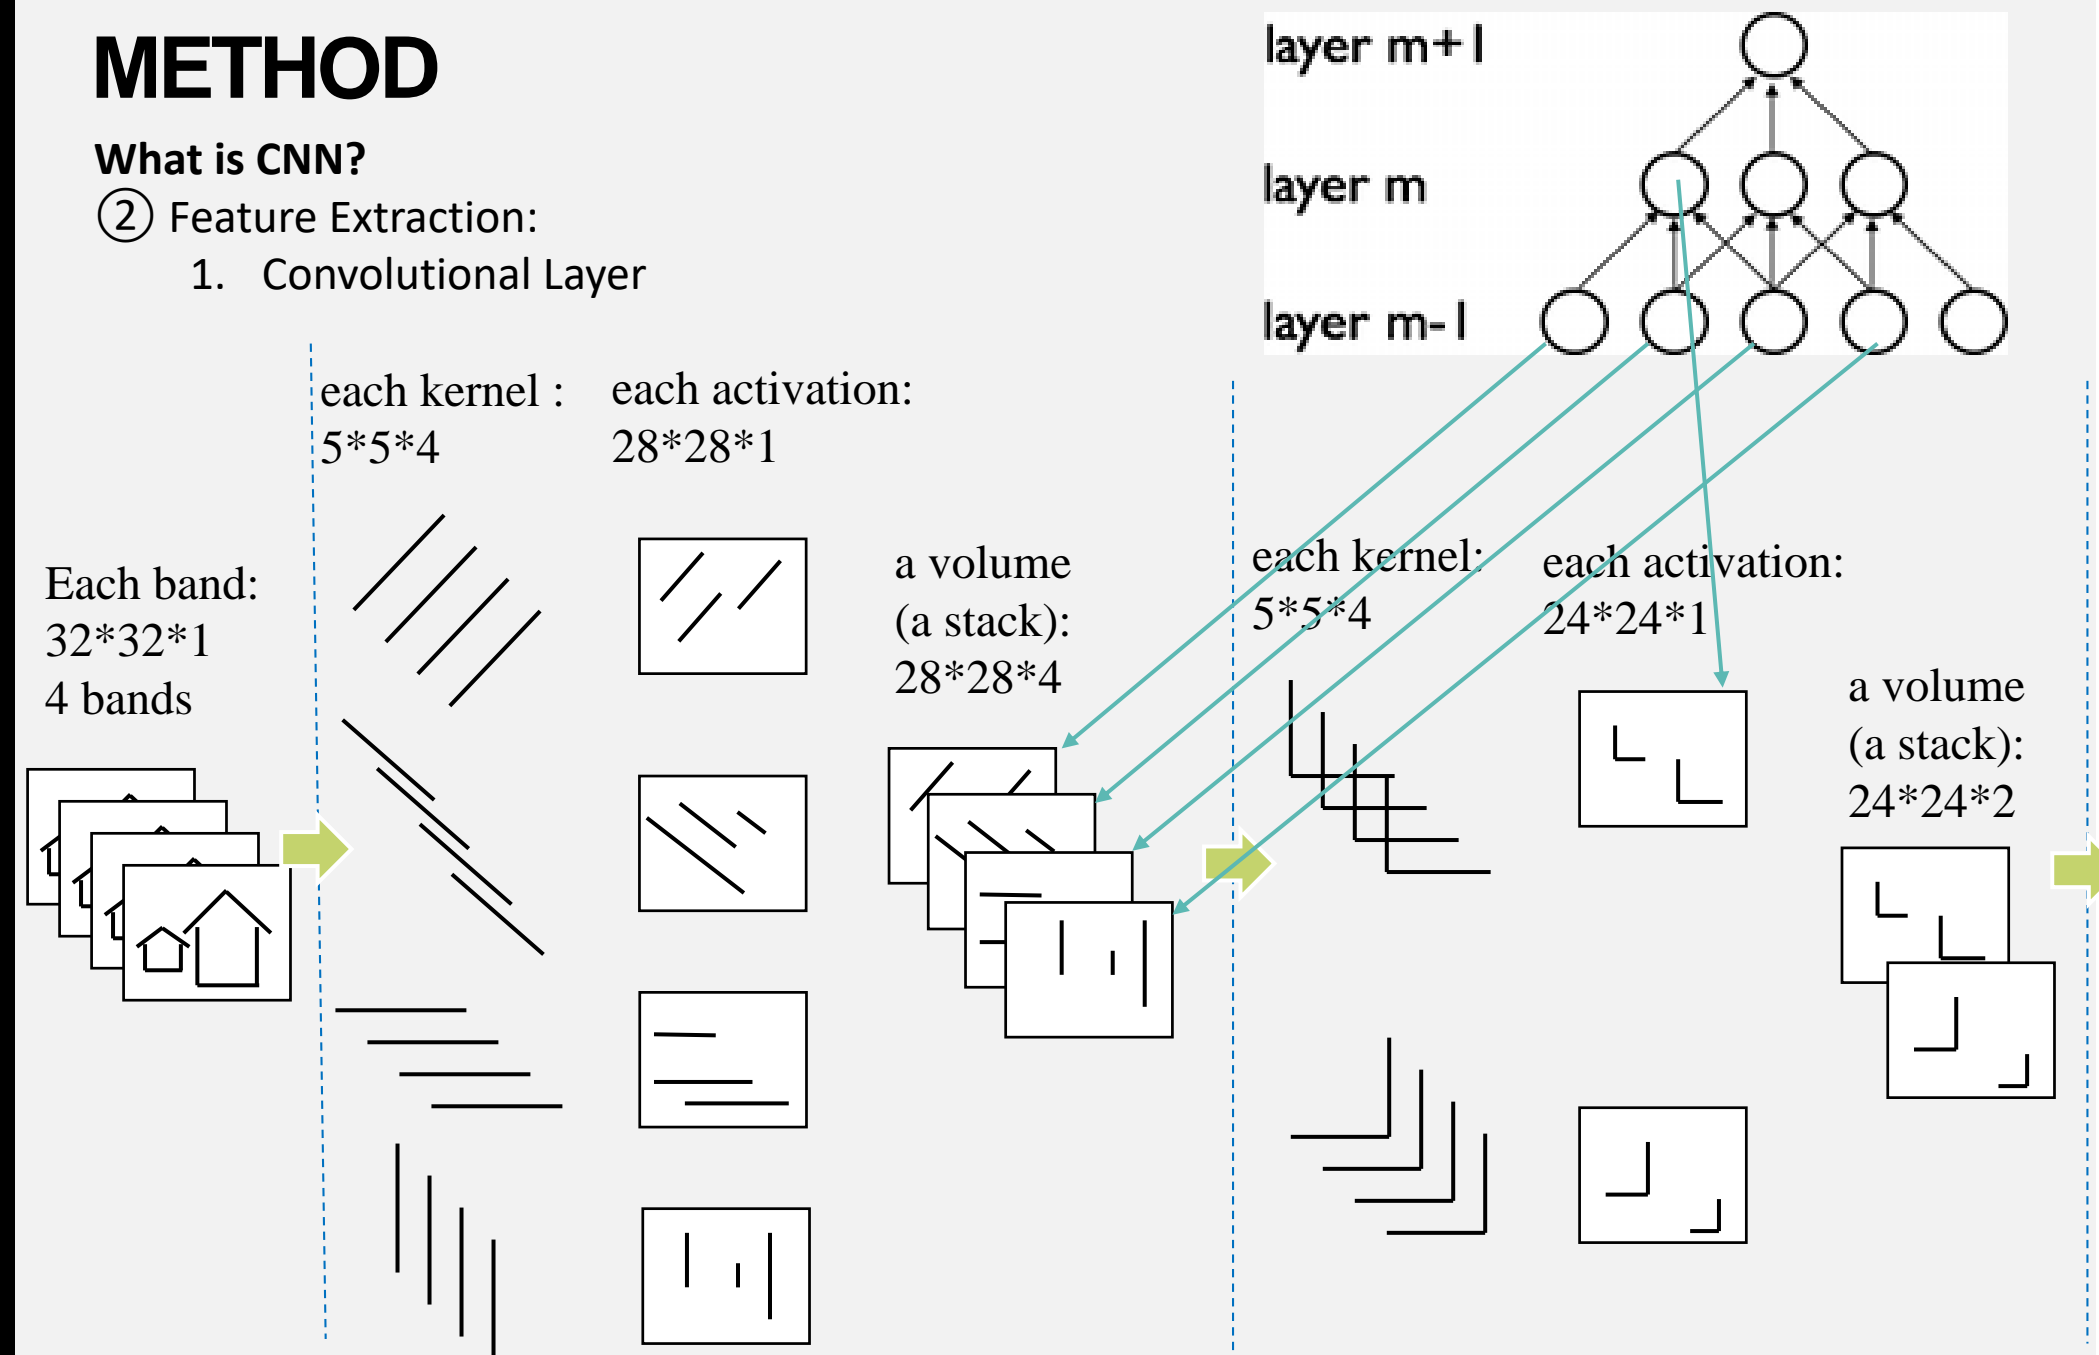 METHOD
What is CNN?
② Feature Extraction:
1. Convolutional Layer
layer m+1
layer m
layer m-1
each kernel :
5*5*4
each activation:
28*28*1
Each band:
32*32*1
4 bands
a volume
(a stack):
28*28*4
each kernel:
5*5*4
each activation:
24*24*1
a volume
(a stack):
24*24*2